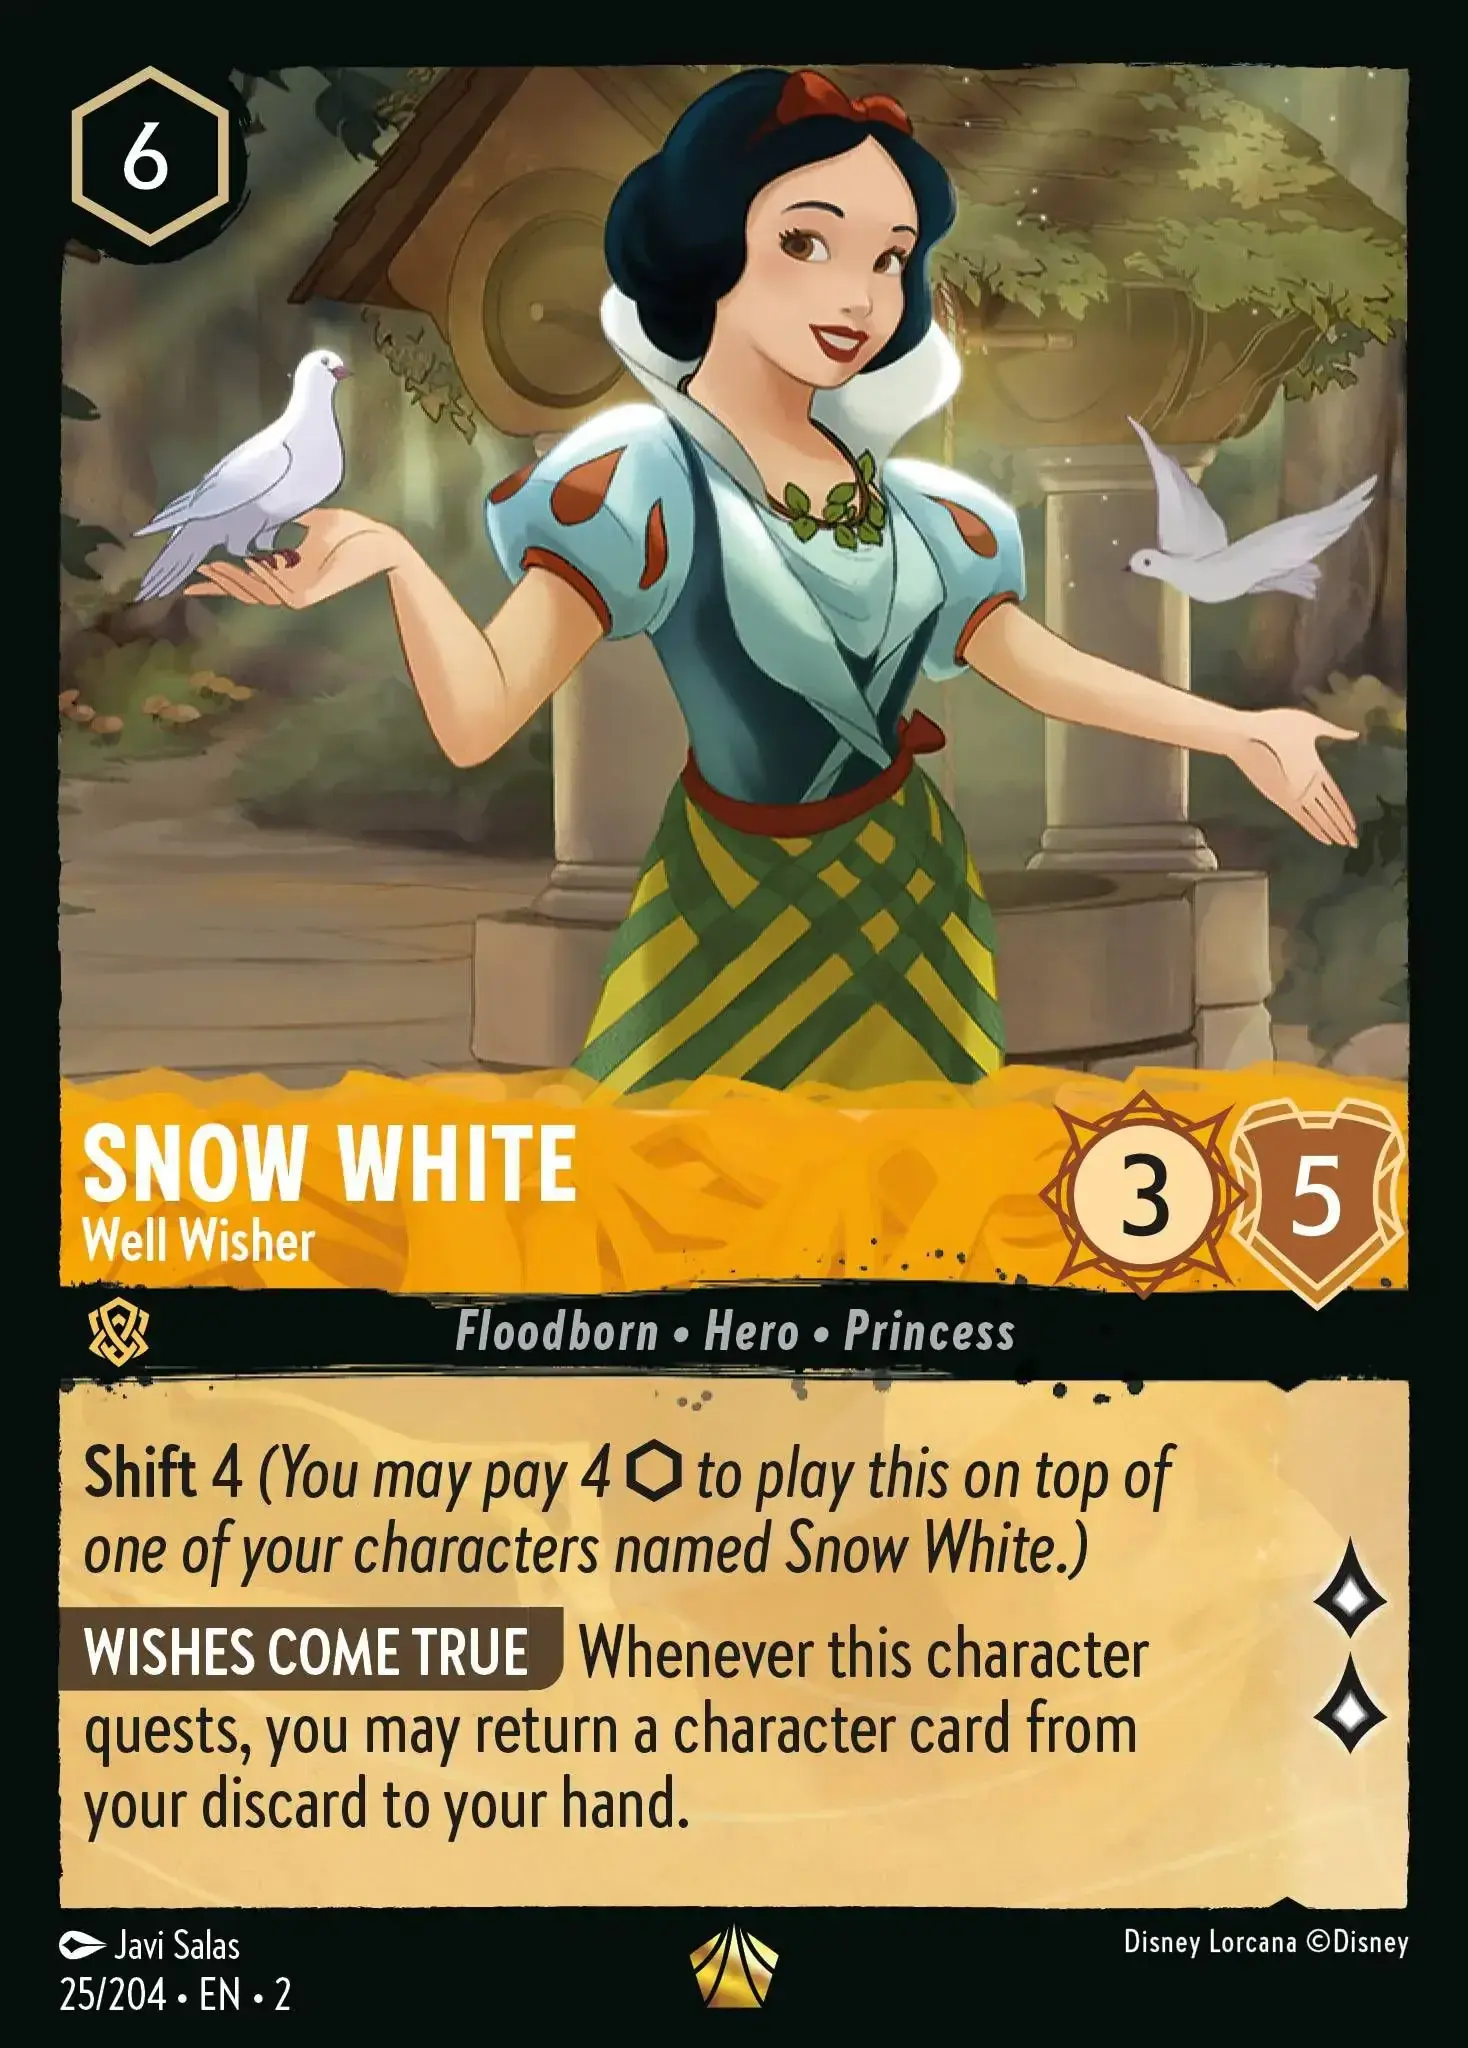 6
SNOW WHITE
Well Wisher
3
5
Floodborn • Hero • Princess
Shift 4 (You may pay 4 ⬡ to play this on top of
one of your characters named Snow White.)
WISHES COME TRUE Whenever this character
quests, you may return a character card from
your discard to your hand.
Javi Salas
Disney Lorcana ©Disney
25/204 • EN • 2